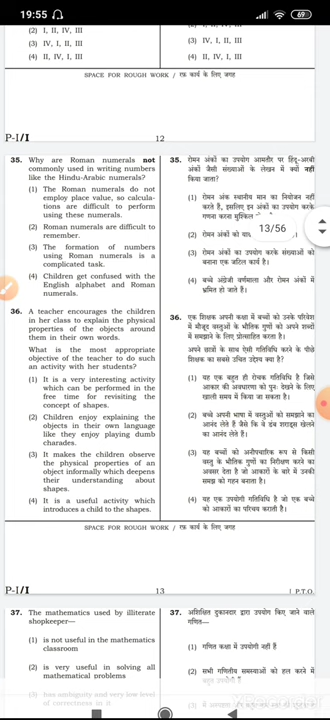 19:55
69
(2) I, II, IV, III
(3) IV, I, II, III
(4) II, IV, I, III
(3) IV, I, II, III
(4) II, IV, I, III
SPACE FOR ROUGH WORK / रफ़ कार्य के लिए जगह
P-I/I
12
13/56
35. Why are Roman numerals not
commonly used in writing numbers
like the Hindu-Arabic numerals?
(1) The Roman numerals do not
employ place value, so calcula-
tions are difficult to perform
using these numerals.
(2) Roman numerals are difficult to
remember.
(3) The formation of numbers
using Roman numerals is a
complicated task.
(4) Children get confused with the
English alphabet and Roman
numerals.
36. A teacher encourages the children
in her class to explain the physical
properties of the objects around
them in their own words.
What is the most appropriate
objective of the teacher to do such
an activity with her students?
(1) It is a very interesting activity
which can be performed in the
free time for revisiting the
concept of shapes.
(2) Children enjoy explaining the
objects in their own language
like they enjoy playing dumb
charades.
(3) It makes the children observe
the physical properties of an
object informally which deepens
their understanding about
shapes.
(4) It is a useful activity which
introduces a child to the shapes.
35. रोमन अंकों का उपयोग आमतौर पर हिंदू-अरबी
अंकों जैसी संख्याओं के लेखन में क्यों नहीं
किया जाता?
(1) रोमन अंक स्थानीय मान का नियोजन नहीं
करते है, इसलिए इन अंकों का उपयोग करके
गणना करना मुश्किल
(2) रोमन अंकों को याद
(3) रोमन अंकों का उपयोग करके संख्याओं को
बनाना एक जटिल कार्य है।
(4) बच्चे अंग्रेजी वर्णमाला और रोमन अंकों में
भ्रमित हो जाते हैं।
36. एक शिक्षक अपनी कक्षा में बच्चों को उनके परिवेश
में मौजूद वस्तुओं के भौतिक गुणों को अपने शब्दों
में समझाने के लिए प्रोत्साहित करता है।
अपने छात्रों के साथ ऐसी गतिविधि करने के पीछे
शिक्षक का सबसे उचित उद्देश्य क्या है?
(1) यह एक बहुत ही रोचक गतिविधि है जिसे
आकार की अवधारणा को पुनः देखने के लिए
खाली समय में किया जा सकता है।
(2) बच्चे अपनी भाषा में वस्तुओं को समझाने का
आनंद लेते हैं जैसे कि वे डंब शराड्स खेलने
का आनंद लेते हैं।
(3) यह बच्चों को अनौपचारिक रूप से किसी
वस्तु के भौतिक गुणों का निरीक्षण करने का
अवसर देता है जो आकारों के बारे में उनकी
समझ को गहन बनाता है।
(4) यह एक उपयोगी गतिविधि है जो एक बच्चे
को आकारों का परिचय कराती है।
SPACE FOR ROUGH WORK / रफ़ कार्य के लिए जगह
P-I/I
13
[ P.T.O.
37. The mathematics used by illiterate
shopkeeper—
(1) is not useful in the mathematics
classroom
(2) is very useful in solving all
mathematical problems
(3) has ambiguity and very low level
of correctness in it
37. अशिक्षित दुकानदार द्वारा उपयोग किए जाने वाले
गणित—
(1) गणित कक्षा में उपयोगी नहीं हैं
(2) सभी गणितीय समस्याओं को हल करने में
बहुत उपयोगी हैं
(3) में